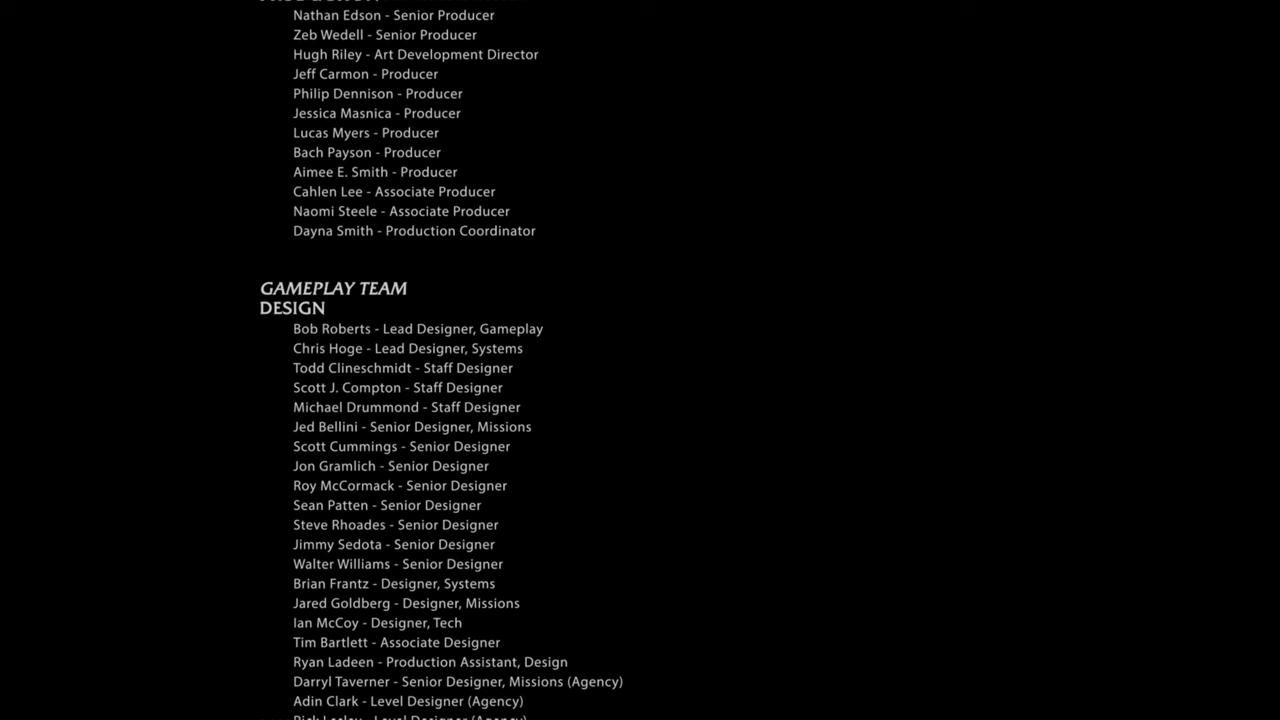 Nathan Edson - Senior Producer
Zeb Wedell - Senior Producer
Hugh Riley - Art Development Director
Jeff Carmon - Producer
Philip Dennison - Producer
Jessica Masnica - Producer
Lucas Myers - Producer
Bach Payson - Producer
Aimee E. Smith - Producer
Cahlen Lee - Associate Producer
Naomi Steele - Associate Producer
Dayna Smith - Production Coordinator
GAMEPLAY TEAM
DESIGN
Bob Roberts - Lead Designer, Gameplay
Chris Hoge - Lead Designer, Systems
Todd Clineschmidt - Staff Designer
Scott J. Compton - Staff Designer
Michael Drummond - Staff Designer
Jed Bellini - Senior Designer, Missions
Scott Cummings - Senior Designer
Jon Gramlich - Senior Designer
Roy McCormack - Senior Designer
Sean Patten - Senior Designer
Steve Rhoades - Senior Designer
Jimmy Sedota - Senior Designer
Walter Williams - Senior Designer
Brian Frantz - Designer, Systems
Jared Goldberg - Designer, Missions
Ian McCoy - Designer, Tech
Tim Bartlett - Associate Designer
Ryan Ladeen - Production Assistant, Design
Darryl Taverner - Senior Designer, Missions (Agency)
Adin Clark - Level Designer (Agency)
- Level Designer (Agency)